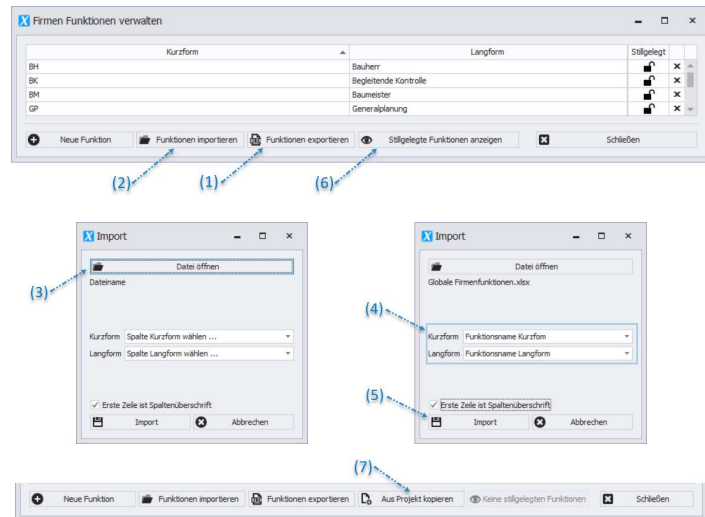 Firmen Funktionen verwalten
Kurzform Langform Stillgelegt
BH Bauherr
BK Begleitende Kontrolle
BM Baumeister
GP Generalplanung
Neue Funktion Funktionen importieren Funktionen exportieren Stillgelegte Funktionen anzeigen Schließen
(2) (1) (6)
Import Import
Datei öffnen Datei öffnen
(3) Dateiname Globale Firmenfunktionen.xlsx
(4)
Kurzform Spalte Kurzform wählen ... Kurzform Funktionsname Kurzfom
Langform Spalte Langform wählen ... Langform Funktionsname Langform
(5)
Erste Zeile ist Spaltenüberschrift Erste Zeile ist Spaltenüberschrift
Import Abbrechen Import Abbrechen
(7)
Neue Funktion Funktionen importieren Funktionen exportieren Aus Projekt kopieren Keine stillgelegten Funktionen Schließen